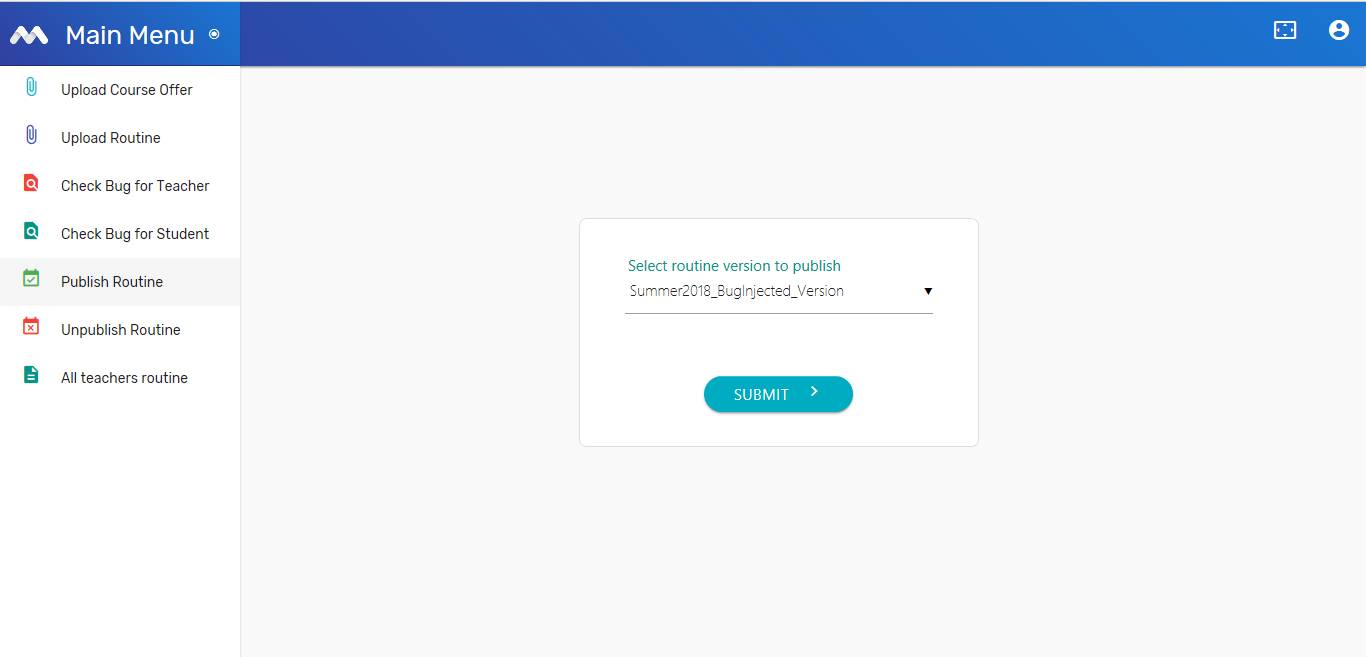 Main Menu
Upload Course Offer
Upload Routine
Check Bug for Teacher
Check Bug for Student
Publish Routine
Unpublish Routine
All teachers routine
Select routine version to publish
Summer2018_BugInjected_Version
SUBMIT